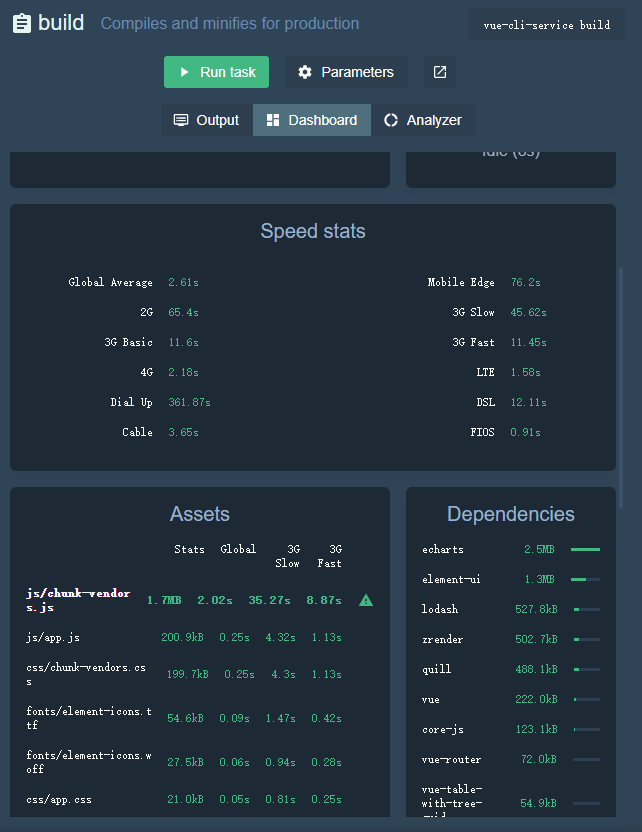 build Compiles and minifies for production vue-cli-service build
Run task Parameters
Output Dashboard Analyzer
Speed stats
Global Average 2.61s Mobile Edge 76.2s
2G 65.4s 3G Slow 45.62s
3G Basic 11.6s 3G Fast 11.45s
4G 2.18s LTE 1.58s
Dial Up 361.87s DSL 12.11s
Cable 3.65s FIOS 0.91s
Assets
Stats Global 3G Slow 3G Fast
js/chunk-vendor
s.js 1.7MB 2.02s 35.27s 8.87s
js/app.js 200.9kB 0.25s 4.32s 1.13s
css/chunk-vendors.cs
s 199.7kB 0.25s 4.3s 1.13s
fonts/element-icons.t
tf 54.6kB 0.09s 1.47s 0.42s
fonts/element-icons.w
off 27.5kB 0.06s 0.94s 0.28s
css/app.css 21.0kB 0.05s 0.81s 0.25s
Dependencies
echarts 2.5MB
element-ui 1.3MB
lodash 527.8kB
zrender 502.7kB
quill 488.1kB
vue 222.0kB
core-js 123.1kB
vue-router 72.0kB
vue-table-
with-tree- 54.9kB